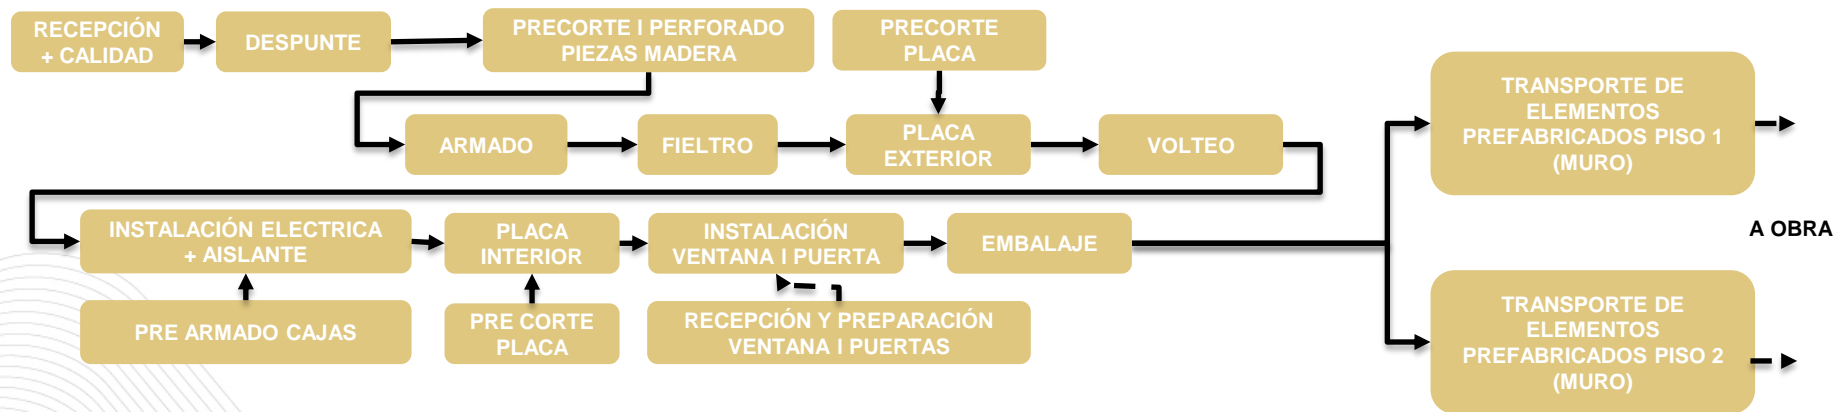 RECEPCIÓN
+ CALIDAD
DESPUNTE
PRECORTE I PERFORADO
PIEZAS MADERA
PRECORTE
PLACA
ARMADO
FIELTRO
PLACA
EXTERIOR
VOLTEO
INSTALACIÓN ELECTRICA
+ AISLANTE
PLACA
INTERIOR
INSTALACIÓN
VENTANA I PUERTA
EMBALAJE
PRE ARMADO CAJAS
PRE CORTE
PLACA
RECEPCIÓN Y PREPARACIÓN
VENTANA I PUERTAS
TRANSPORTE DE
ELEMENTOS
PREFABRICADOS PISO 1
(MURO)
A OBRA
TRANSPORTE DE
ELEMENTOS
PREFABRICADOS PISO 2
(MURO)